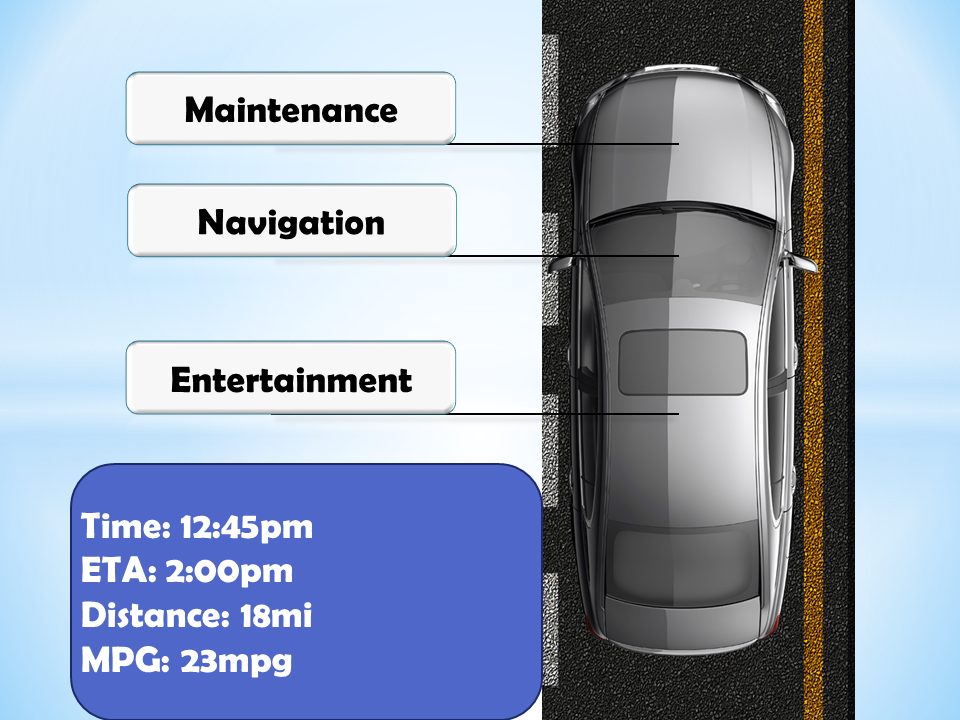 Maintenance
Navigation
Entertainment
Time: 12:45pm
ETA: 2:00pm
Distance: 18mi
MPG: 23mpg